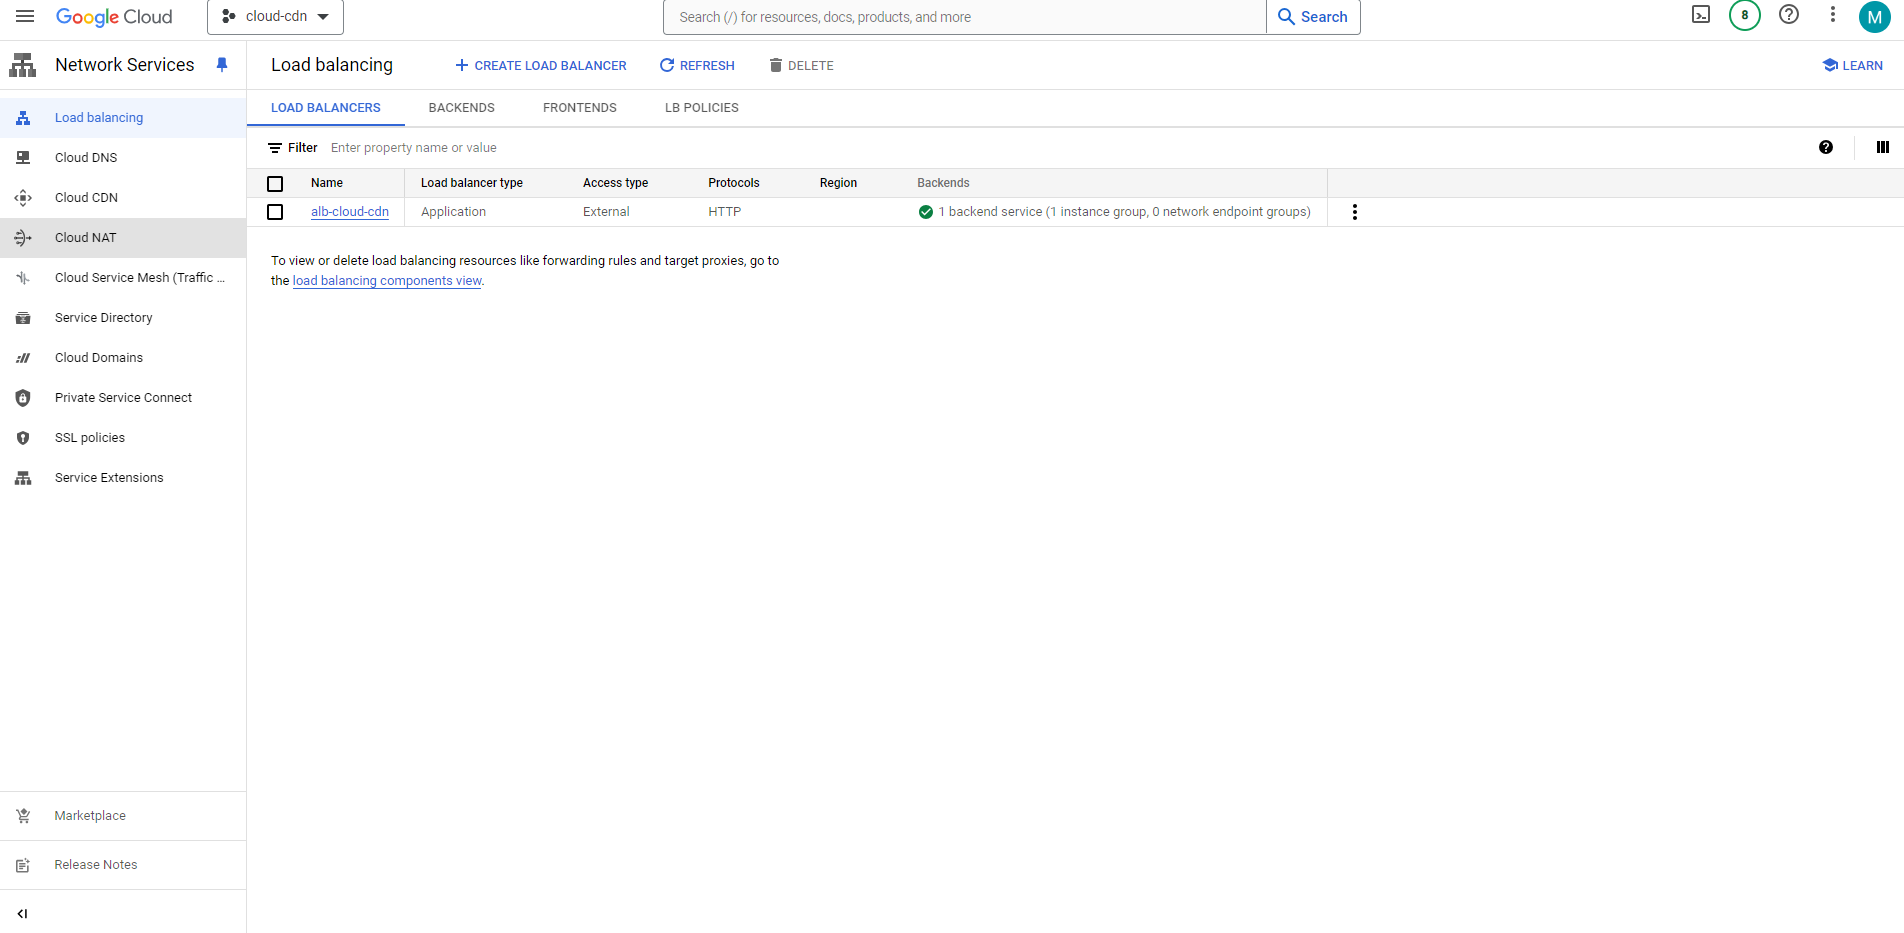 Google Cloud
cloud-cdn
Search (/) for resources, docs, products, and more
Search
8
M
Network Services
Load balancing
CREATE LOAD BALANCER
REFRESH
DELETE
LEARN
Load balancing
Cloud DNS
Cloud CDN
Cloud NAT
Cloud Service Mesh (Traffic ...
Service Directory
Cloud Domains
Private Service Connect
SSL policies
Service Extensions
Marketplace
Release Notes
LOAD BALANCERS BACKENDS FRONTENDS LB POLICIES
Filter Enter property name or value
Name Load balancer type Access type Protocols Region Backends
alb-cloud-cdn Application External HTTP 1 backend service (1 instance group, 0 network endpoint groups)
To view or delete load balancing resources like forwarding rules and target proxies, go to
the load balancing components view.